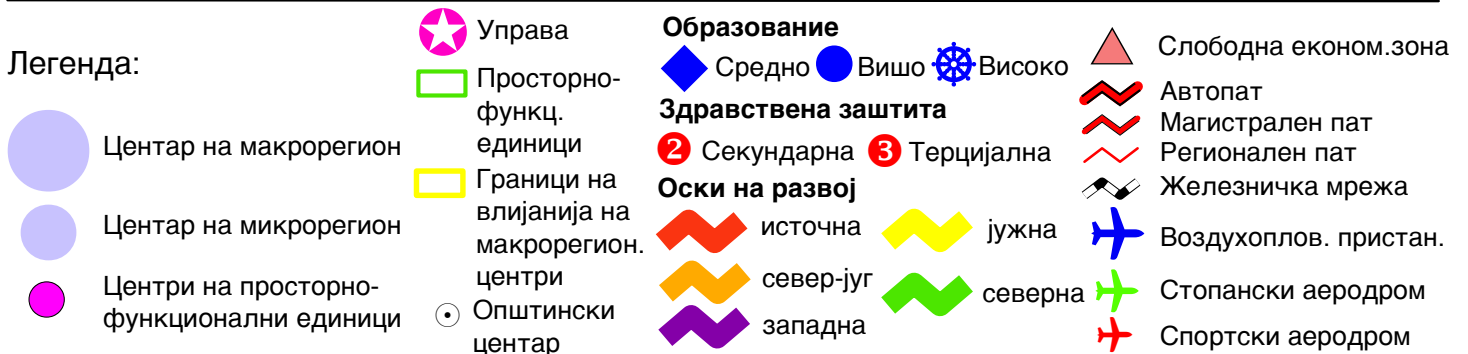 Легенда:
Центар на макрорегион
Центар на микрорегион
Центри на просторно-
функционални единици
Управа
Просторно-
функц.
единици
Граници на
влијанија на
макрорегион.
центри
Општински
центар
Образование
Средно Вишо Високо
Здравствена заштита
2 Секундарна 3 Терцијална
Оски на развој
источна јужна
север-југ северна
западна
Слободна економ.зона
Автопат
Магистрален пат
Регионален пат
Железничка мрежа
Воздухоплов. пристан.
Стопански аеродром
Спортски аеродром